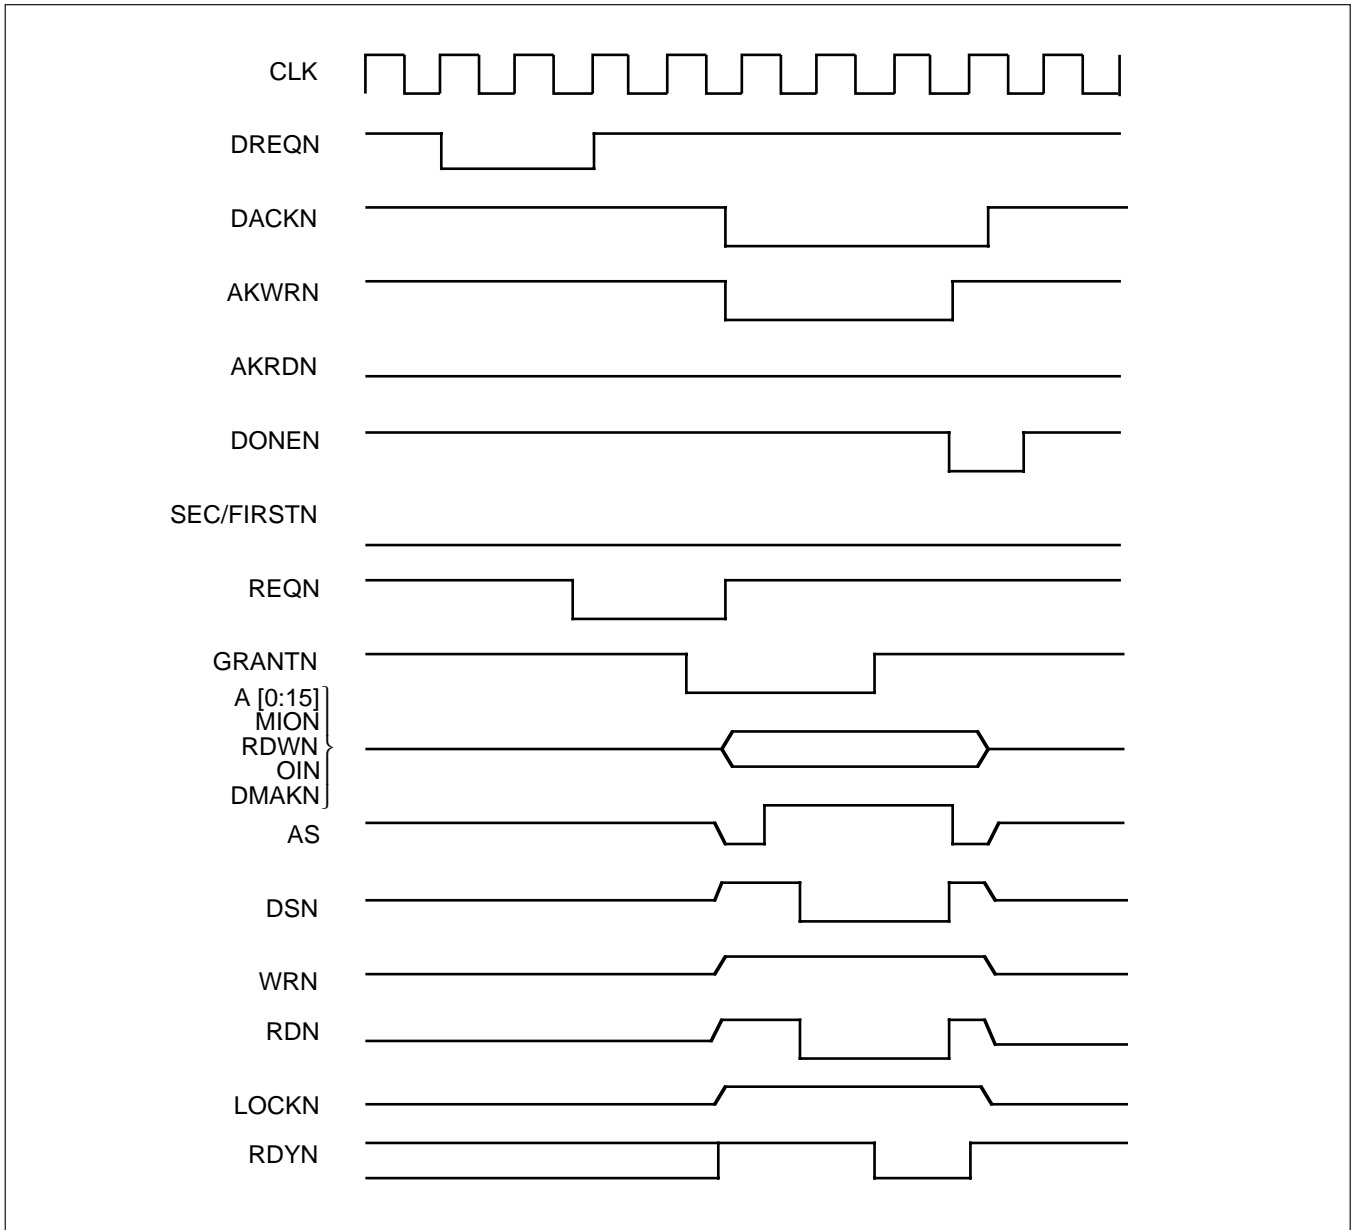 CLK
DREQN
DACKN
AKWRN
AKRDN
DONEN
SEC/FIRSTN
REQN
GRANTN
A [0:15]
MION
RDWN
OIN
DMAKN
AS
DSN
WRN
RDN
LOCKN
RDYN